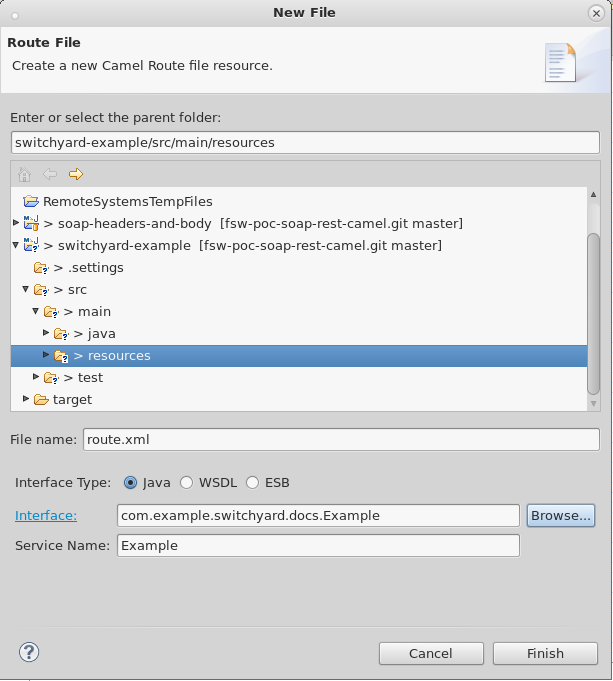 New File
Route File
Create a new Camel Route file resource.
Enter or select the parent folder:
switchyard-example/src/main/resources
RemoteSystemsTempFiles
> soap-headers-and-body [fsw-poc-soap-rest-camel.git master]
> switchyard-example [fsw-poc-soap-rest-camel.git master]
> .settings
> src
> main
> java
> resources
> test
target
File name: route.xml
Interface Type: Java WSDL ESB
Interface: com.example.switchyard.docs.Example Browse...
Service Name: Example
? Cancel Finish